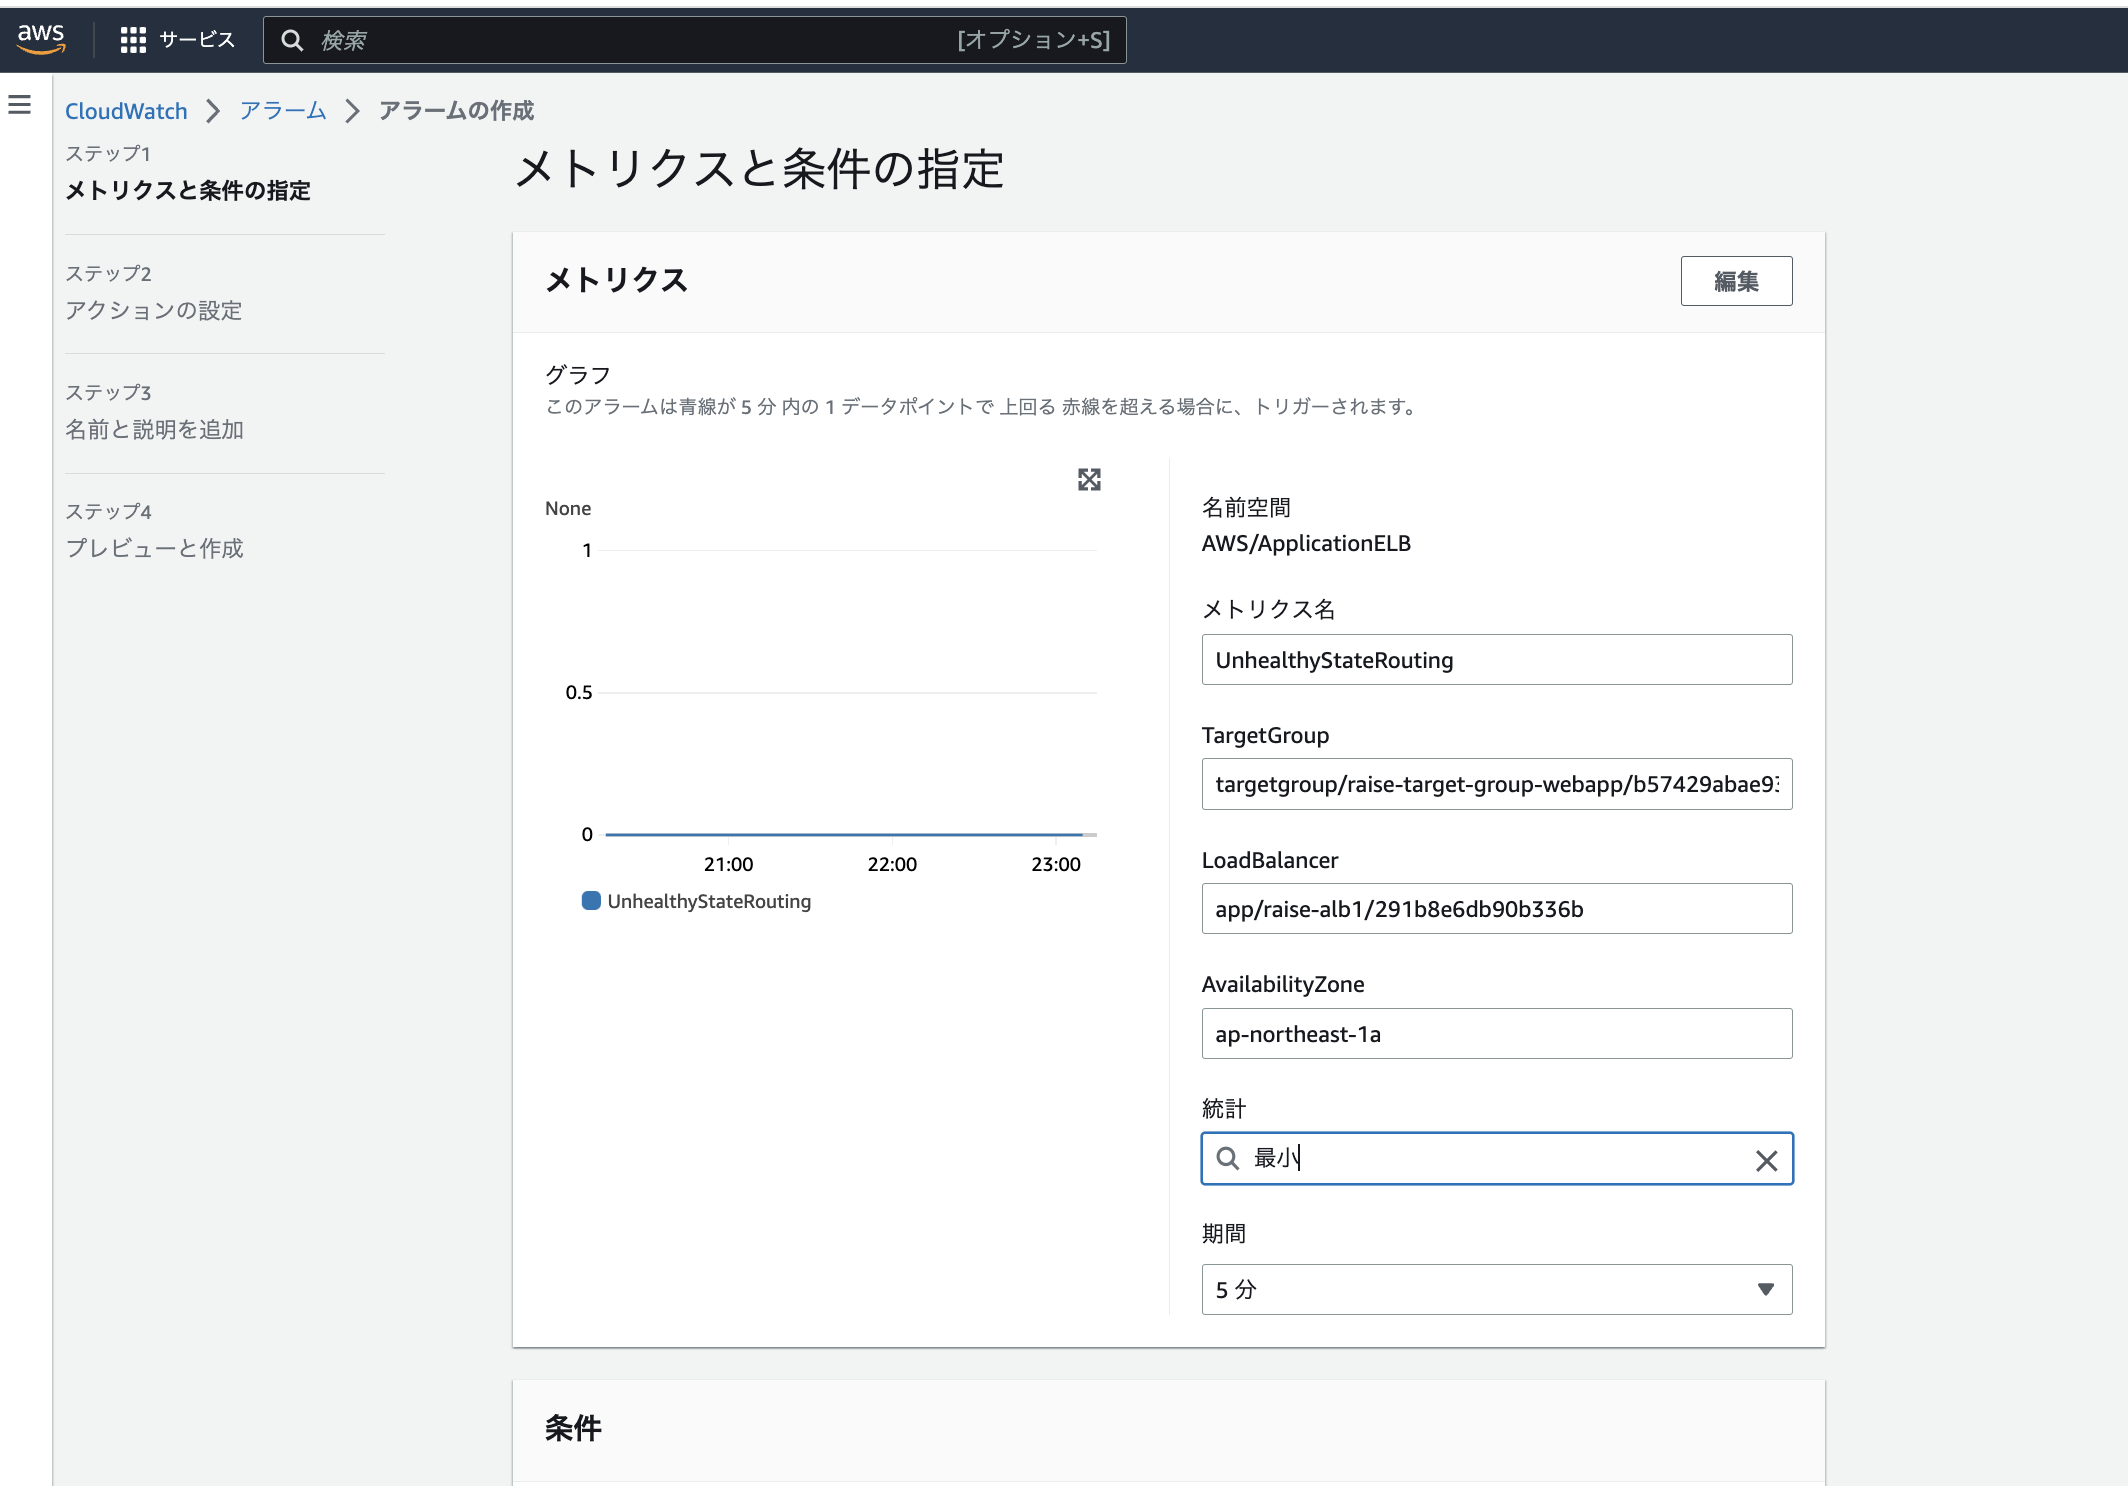 aws
サービス
検索
[オプション+S]
CloudWatch
アラーム
アラームの作成
ステップ1
メトリクスと条件の指定
ステップ2
アクションの設定
ステップ3
名前と説明を追加
ステップ4
プレビューと作成
メトリクスと条件の指定
メトリクス
編集
グラフ
このアラームは青線が 5 分 内の 1 データポイントで 上回る 赤線を超える場合に、トリガーされます。
None
1
0.5
0
21:00
22:00
23:00
UnhealthyStateRouting
名前空間
AWS/ApplicationELB
メトリクス名
UnhealthyStateRouting
TargetGroup
targetgroup/raise-target-group-webapp/b57429abae93
LoadBalancer
app/raise-alb1/291b8e6db90b336b
AvailabilityZone
ap-northeast-1a
統計
最小
期間
5 分
条件